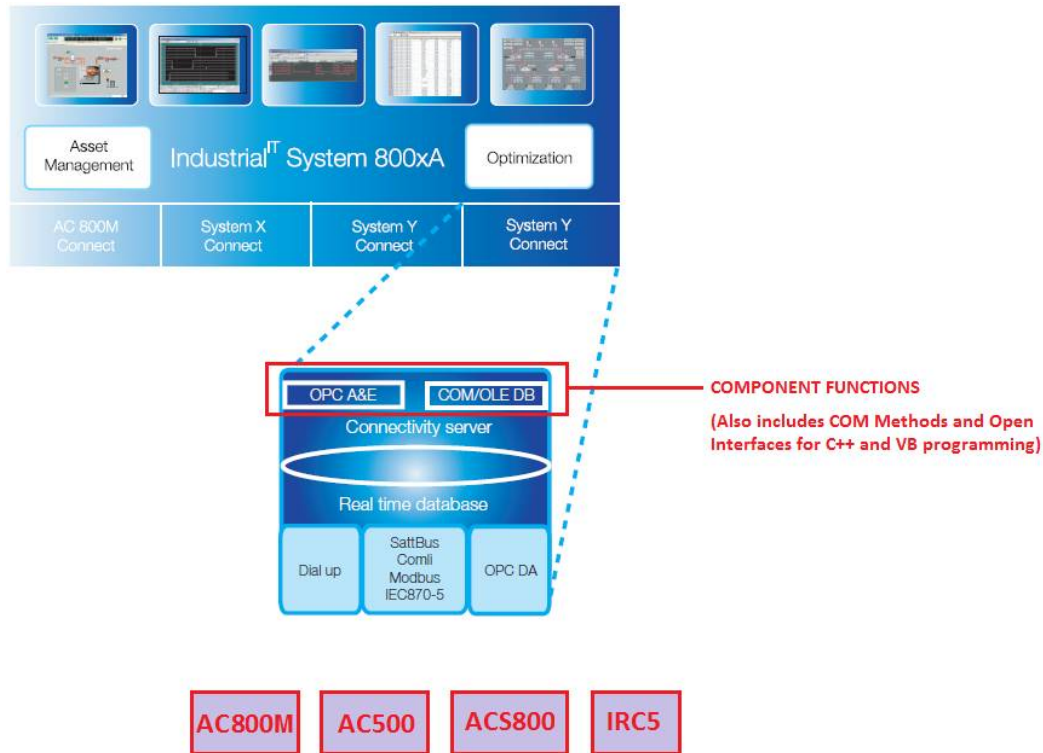 Asset
Management
Industrial^IT System 800xA
Optimization
AC 800M
Connect
System X
Connect
System Y
Connect
System Y
Connect
OPC A&E
COM/OLE DB
Connectivity server
Real time database
Dial up
SattBus
Comli
Modbus
IEC870-5
OPC DA
COMPONENT FUNCTIONS
(Also includes COM Methods and Open
Interfaces for C++ and VB programming)
AC800M
AC500
ACS800
IRC5